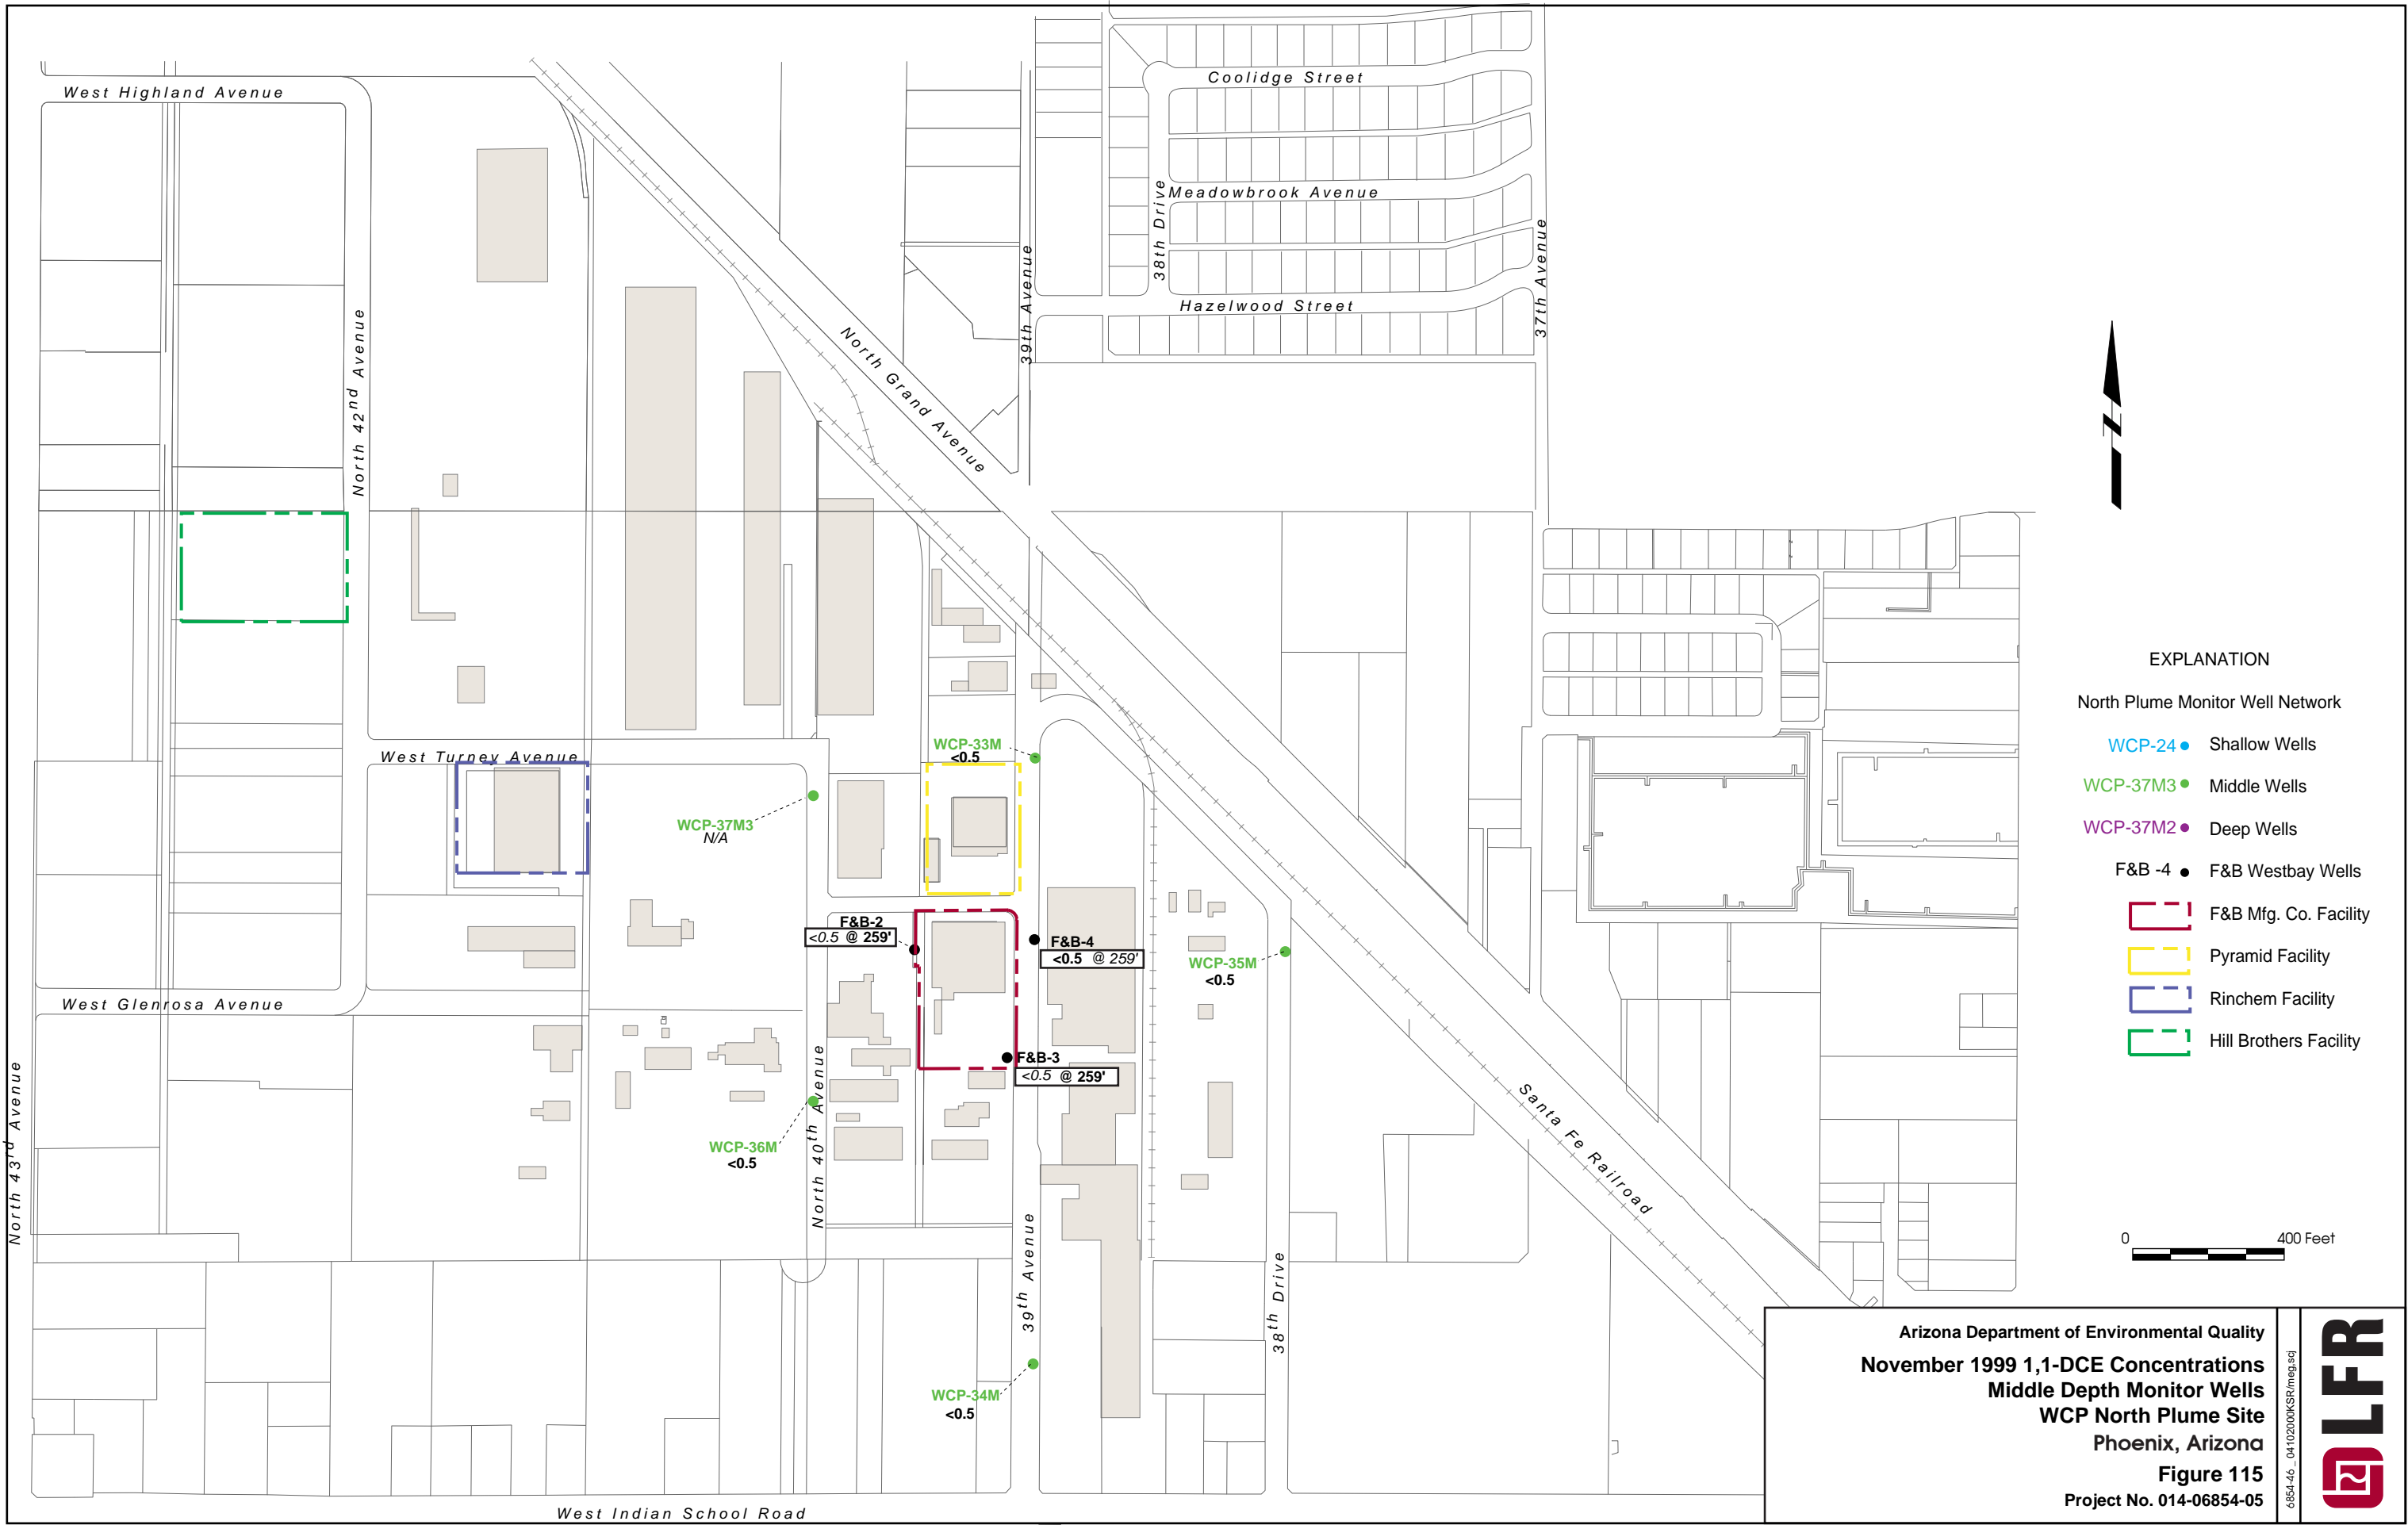 Coolidge Street
West Highland Avenue
Meadowbrook Avenue
38th Drive
39th Avenue
37th Avenue
Hazelwood Street
North 42nd Avenue
North Grand Avenue
West Turney Avenue
WCP-33M
<0.5
WCP-37M3
N/A
F&B-2
<0.5 @ 259'
F&B-4
<0.5 @ 259'
WCP-35M
<0.5
West Glenrosa Avenue
F&B-3
<0.5 @ 259'
North 43rd Avenue
North 40th Avenue
WCP-36M
<0.5
Santa Fe Railroad
39th Avenue
38th Drive
WCP-34M
<0.5
West Indian School Road
N
EXPLANATION
North Plume Monitor Well Network
WCP-24 Shallow Wells
WCP-37M3 Middle Wells
WCP-37M2 Deep Wells
F&B -4 F&B Westbay Wells
F&B Mfg. Co. Facility
Pyramid Facility
Rinchem Facility
Hill Brothers Facility
0 400 Feet
Arizona Department of Environmental Quality
November 1999 1,1-DCE Concentrations
Middle Depth Monitor Wells
WCP North Plume Site
Phoenix, Arizona
Figure 115
Project No. 014-06854-05
6854-46_04102000KSR/meg,scj
LFR